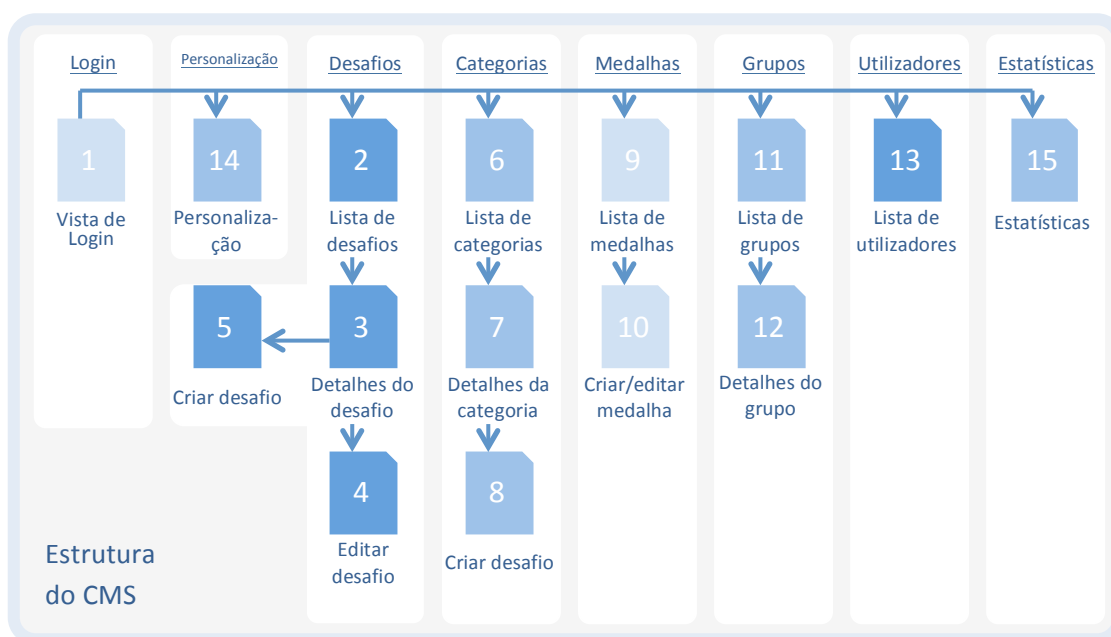 Login
Personalização
Desafios
Categorias
Medalhas
Grupos
Utilizadores
Estatísticas
1
14
2
6
9
11
13
15
Vista de
Login
Personaliza-
ção
Lista de
desafios
Lista de
categorias
Lista de
medalhas
Lista de
grupos
Lista de
utilizadores
Estatísticas
5
3
7
10
12
Criar desafio
Detalhes do
desafio
Detalhes da
categoria
Criar/editar
medalha
Detalhes do
grupo
4
8
Editar
desafio
Criar desafio
Estrutura
do CMS